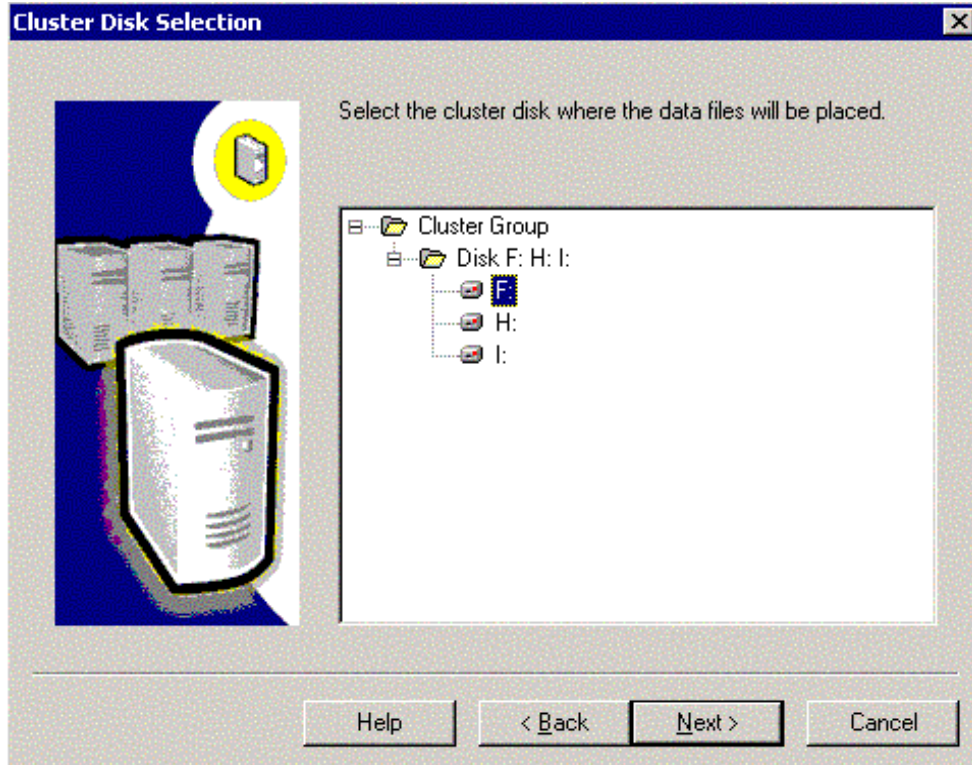 Cluster Disk Selection
Select the cluster disk where the data files will be placed.
Cluster Group
Disk F: H: I:
F:
H:
I:
Help
< Back
Next >
Cancel